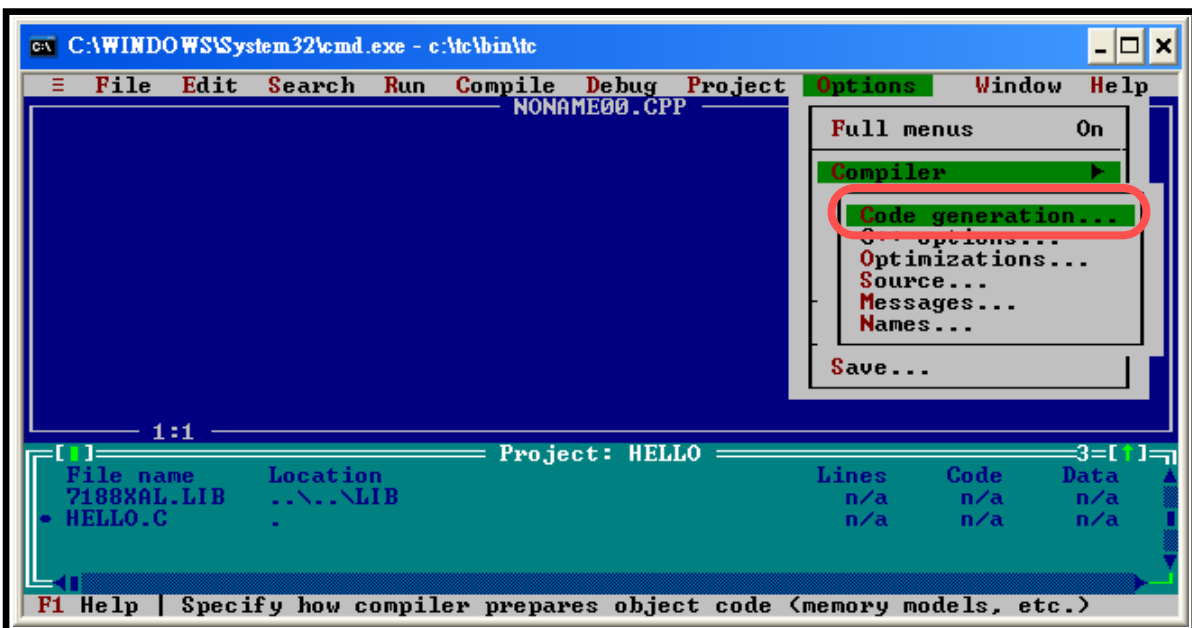 C:\WINDOWS\System32\cmd.exe - c:\tc\bin\tc
≡ File Edit Search Run Compile Debug Project Options Window Help
NONAME00.CPP
Full menus On
Compiler ►
Code generation...
C++ options...
Optimizations...
Source...
Messages...
Names...
Save...
1:1
Project: HELLO 3=[↑]
File name Location Lines Code Data
7188XAL.LIB ..\..\LIB n/a n/a n/a
• HELLO.C . n/a n/a n/a
F1 Help | Specify how compiler prepares object code (memory models, etc.)